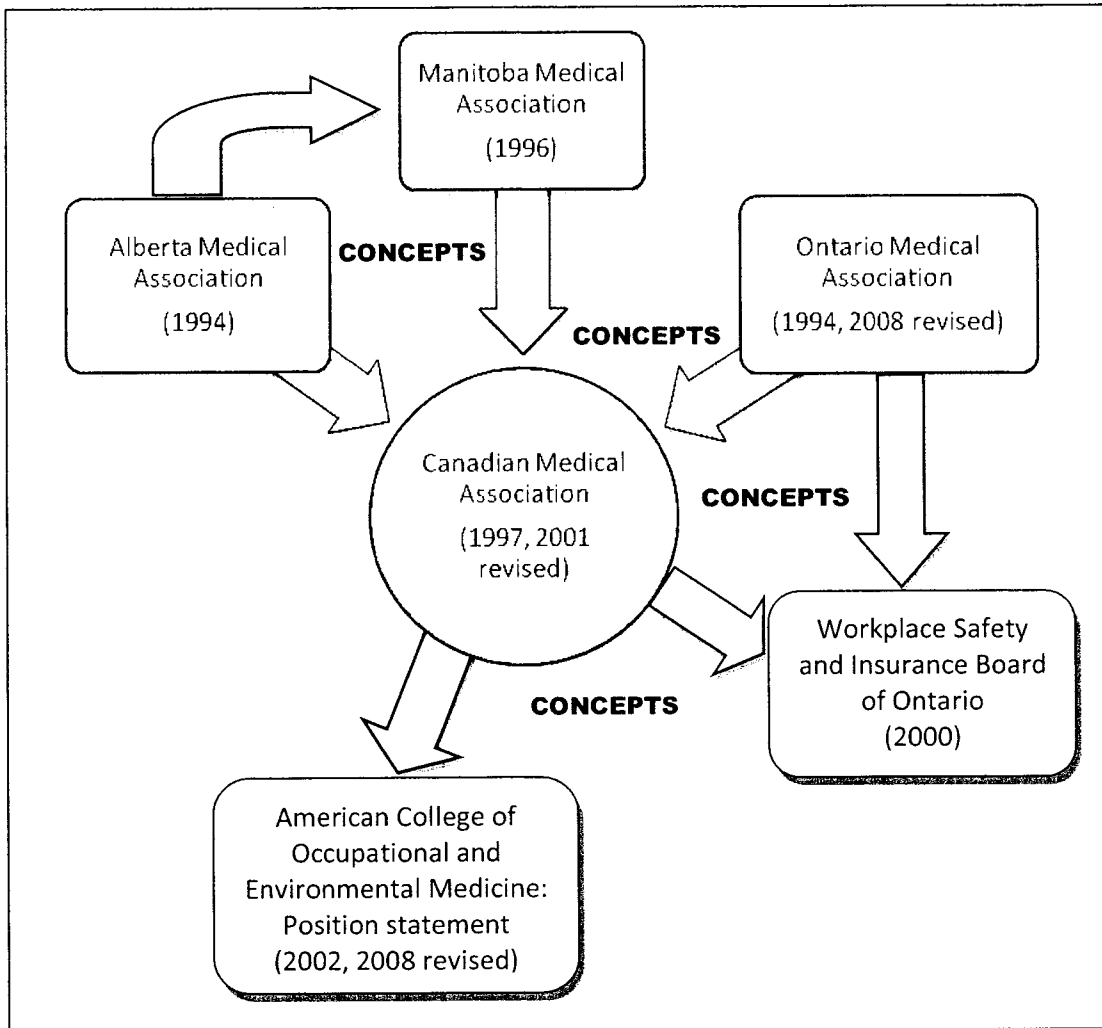 Manitoba Medical
Association
(1996)
Alberta Medical
Association
(1994)
CONCEPTS
Ontario Medical
Association
(1994, 2008 revised)
CONCEPTS
Canadian Medical
Association
(1997, 2001
revised)
CONCEPTS
Workplace Safety
and Insurance Board
of Ontario
(2000)
CONCEPTS
American College of
Occupational and
Environmental Medicine:
Position statement
(2002, 2008 revised)